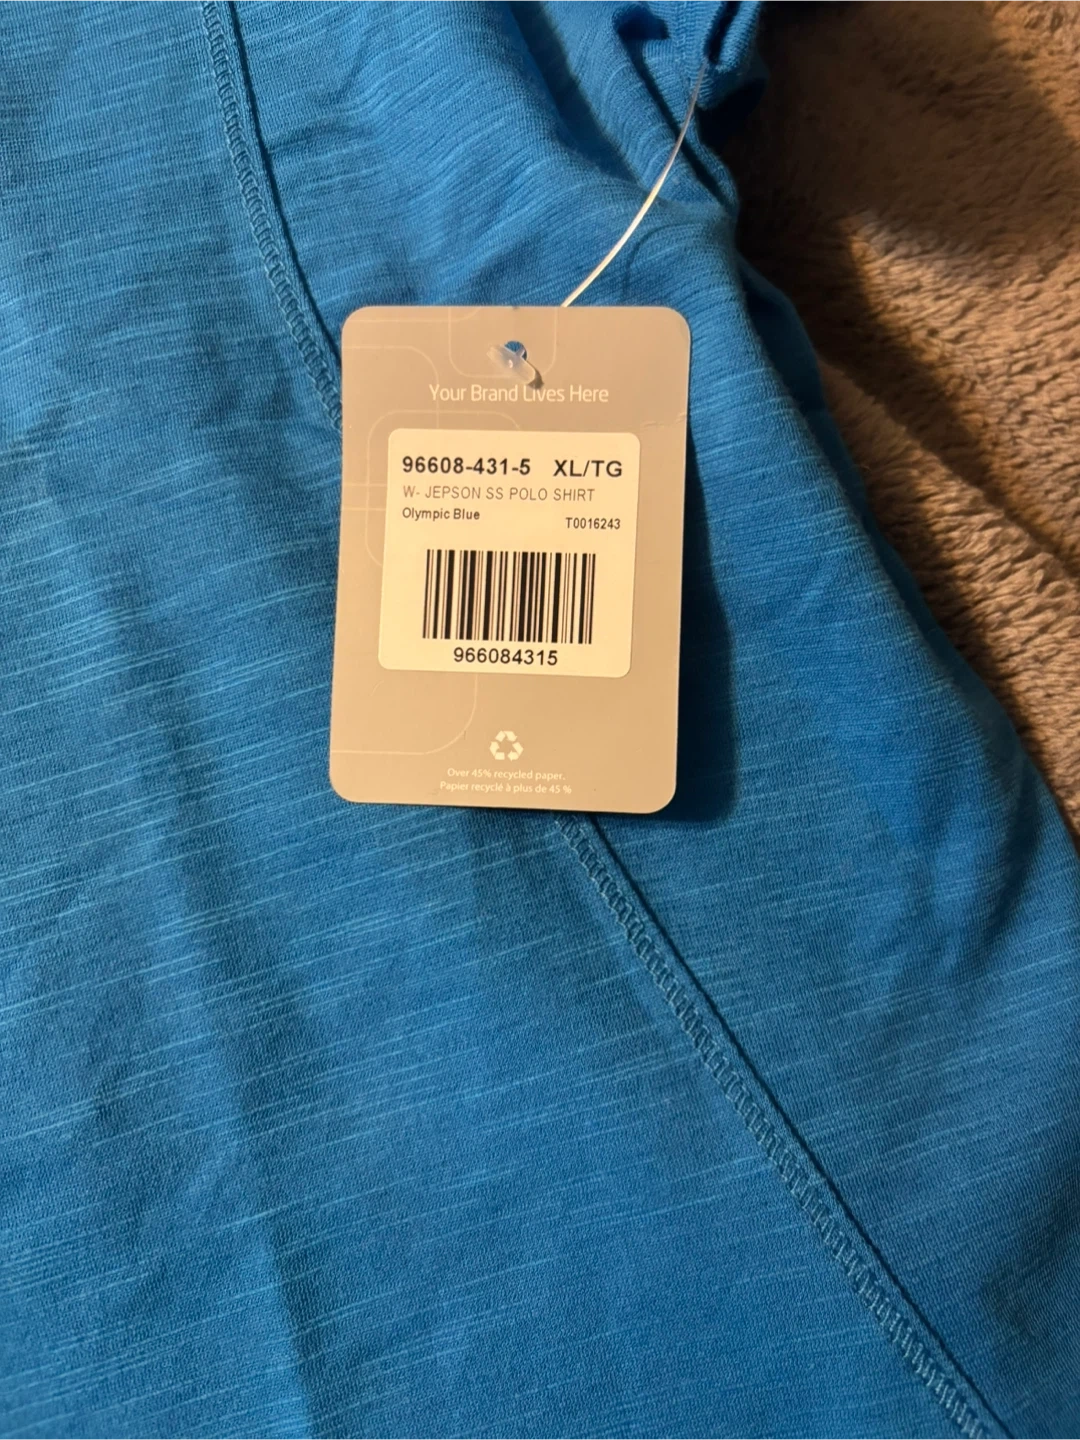 Your Brand Lives Here
96608-431-5 XL/TG
W- JEPSON SS POLO SHIRT
Olympic Blue
T0016243
966084315
Over 45% recycled paper.
Papier recyclé à plus de 45 %